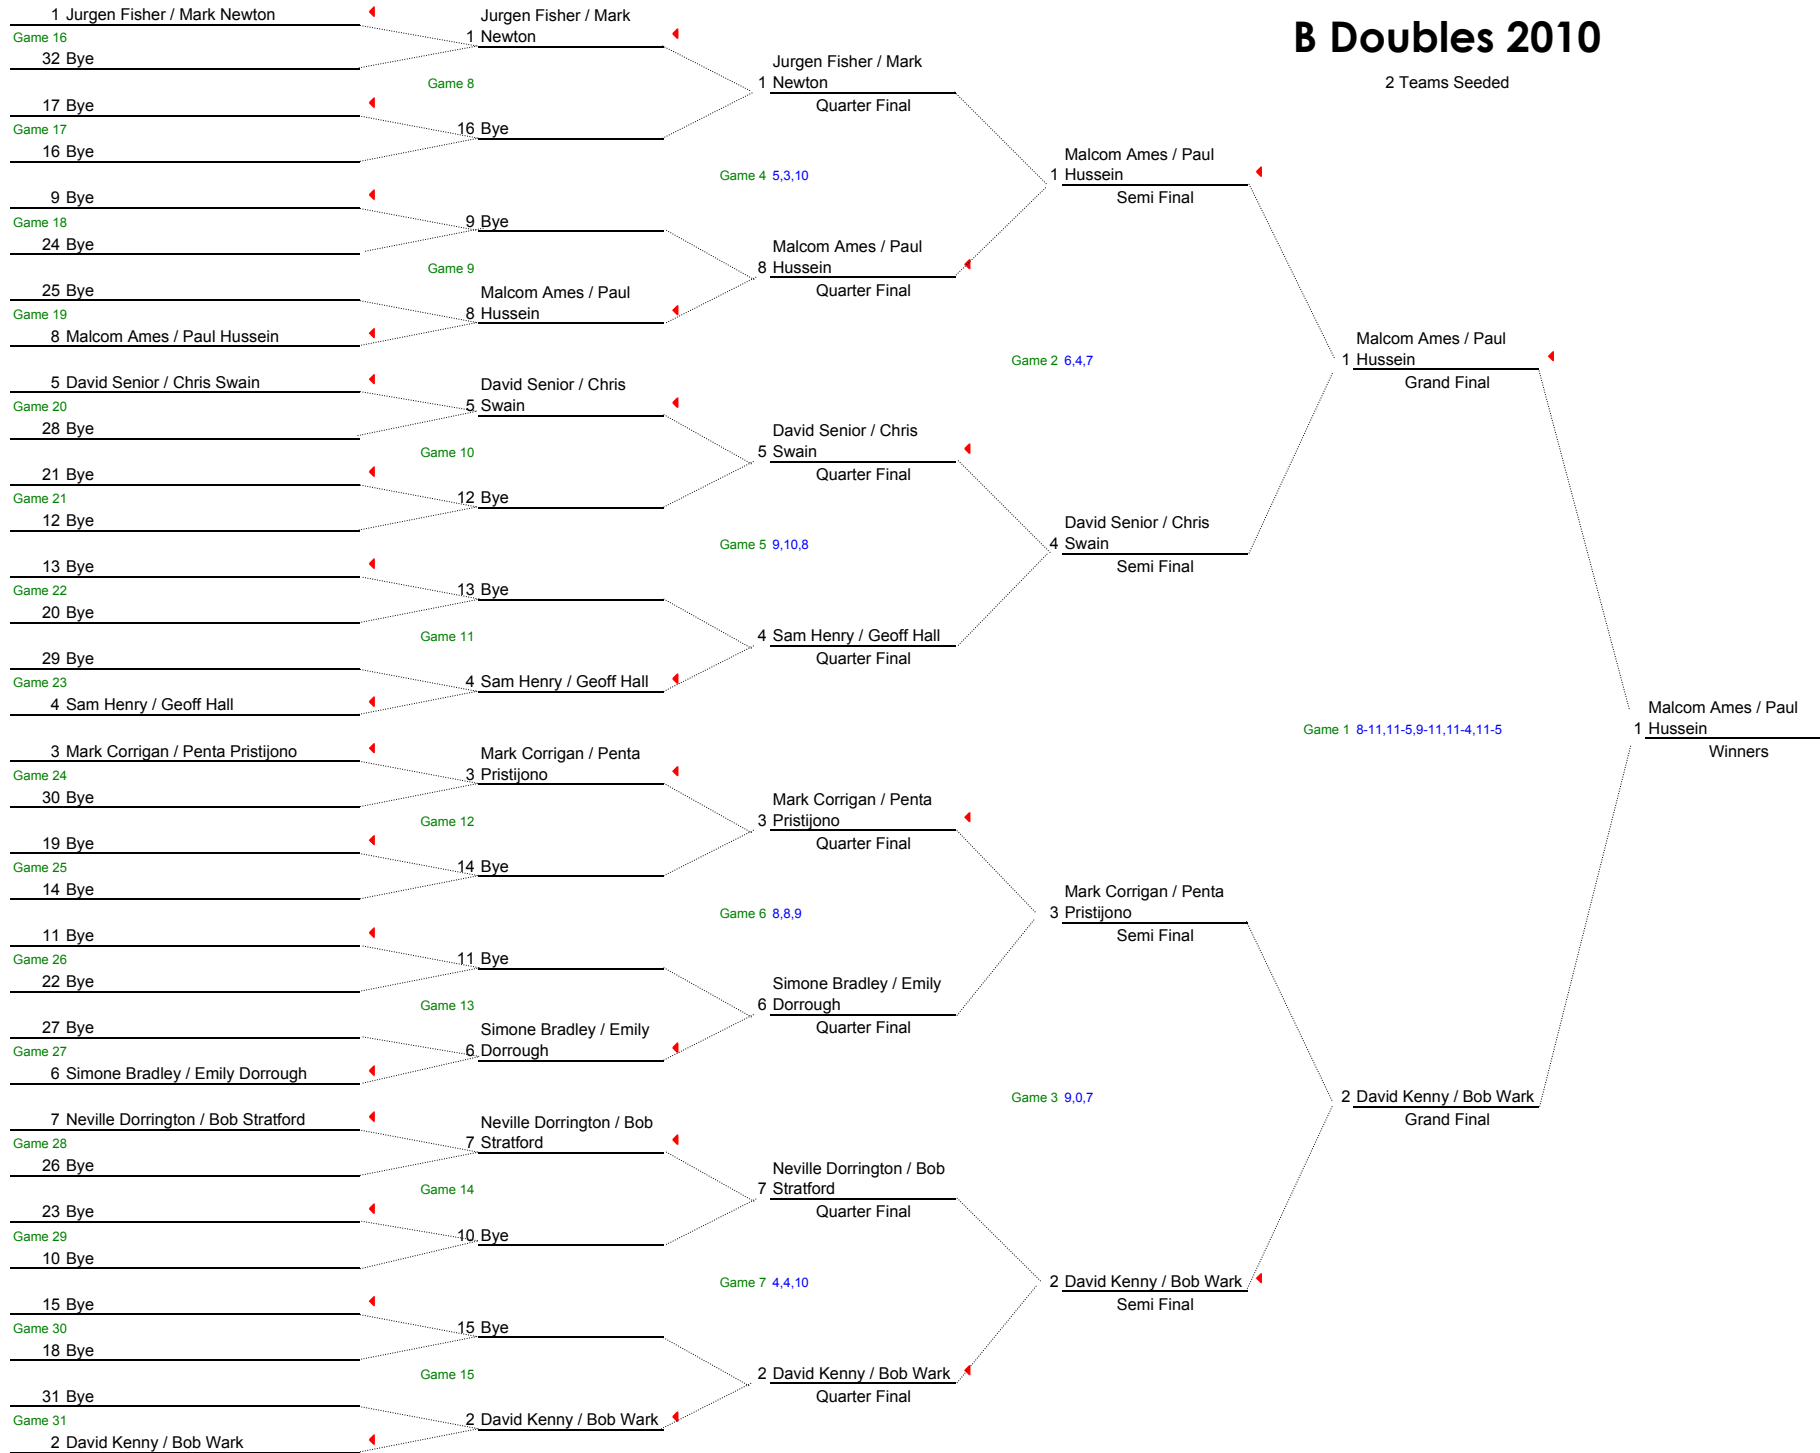 B Doubles 2010
2 Teams Seeded
1 Jurgen Fisher / Mark Newton
Game 16
32 Bye
17 Bye
Game 17
16 Bye
9 Bye
Game 18
24 Bye
25 Bye
Game 19
8 Malcom Ames / Paul Hussein
5 David Senior / Chris Swain
Game 20
28 Bye
21 Bye
Game 21
12 Bye
13 Bye
Game 22
20 Bye
29 Bye
Game 23
4 Sam Henry / Geoff Hall
3 Mark Corrigan / Penta Pristijono
Game 24
30 Bye
19 Bye
Game 25
14 Bye
11 Bye
Game 26
22 Bye
27 Bye
Game 27
6 Simone Bradley / Emily Dorrough
7 Neville Dorrington / Bob Stratford
Game 28
26 Bye
23 Bye
Game 29
10 Bye
15 Bye
Game 30
18 Bye
31 Bye
Game 31
2 David Kenny / Bob Wark
Jurgen Fisher / Mark
1 Newton
Game 8
16 Bye
9 Bye
Game 9
Malcom Ames / Paul
8 Hussein
David Senior / Chris
5 Swain
Game 10
12 Bye
13 Bye
Game 11
4 Sam Henry / Geoff Hall
Mark Corrigan / Penta
3 Pristijono
Game 12
14 Bye
11 Bye
Game 13
Simone Bradley / Emily
6 Dorrough
Neville Dorrington / Bob
7 Stratford
Game 14
10 Bye
15 Bye
Game 15
2 David Kenny / Bob Wark
Jurgen Fisher / Mark
1 Newton
Quarter Final
Game 4 5,3,10
Malcom Ames / Paul
8 Hussein
Quarter Final
David Senior / Chris
5 Swain
Quarter Final
Game 5 9,10,8
4 Sam Henry / Geoff Hall
Quarter Final
Mark Corrigan / Penta
3 Pristijono
Quarter Final
Game 6 8,8,9
Simone Bradley / Emily
6 Dorrough
Quarter Final
Neville Dorrington / Bob
7 Stratford
Quarter Final
Game 7 4,4,10
2 David Kenny / Bob Wark
Quarter Final
Malcom Ames / Paul
1 Hussein
Semi Final
Game 2 6,4,7
David Senior / Chris
4 Swain
Semi Final
Mark Corrigan / Penta
3 Pristijono
Semi Final
Game 3 9,0,7
2 David Kenny / Bob Wark
Semi Final
Malcom Ames / Paul
1 Hussein
Grand Final
Game 1 8-11,11-5,9-11,11-4,11-5
2 David Kenny / Bob Wark
Grand Final
Malcom Ames / Paul
1 Hussein
Winners